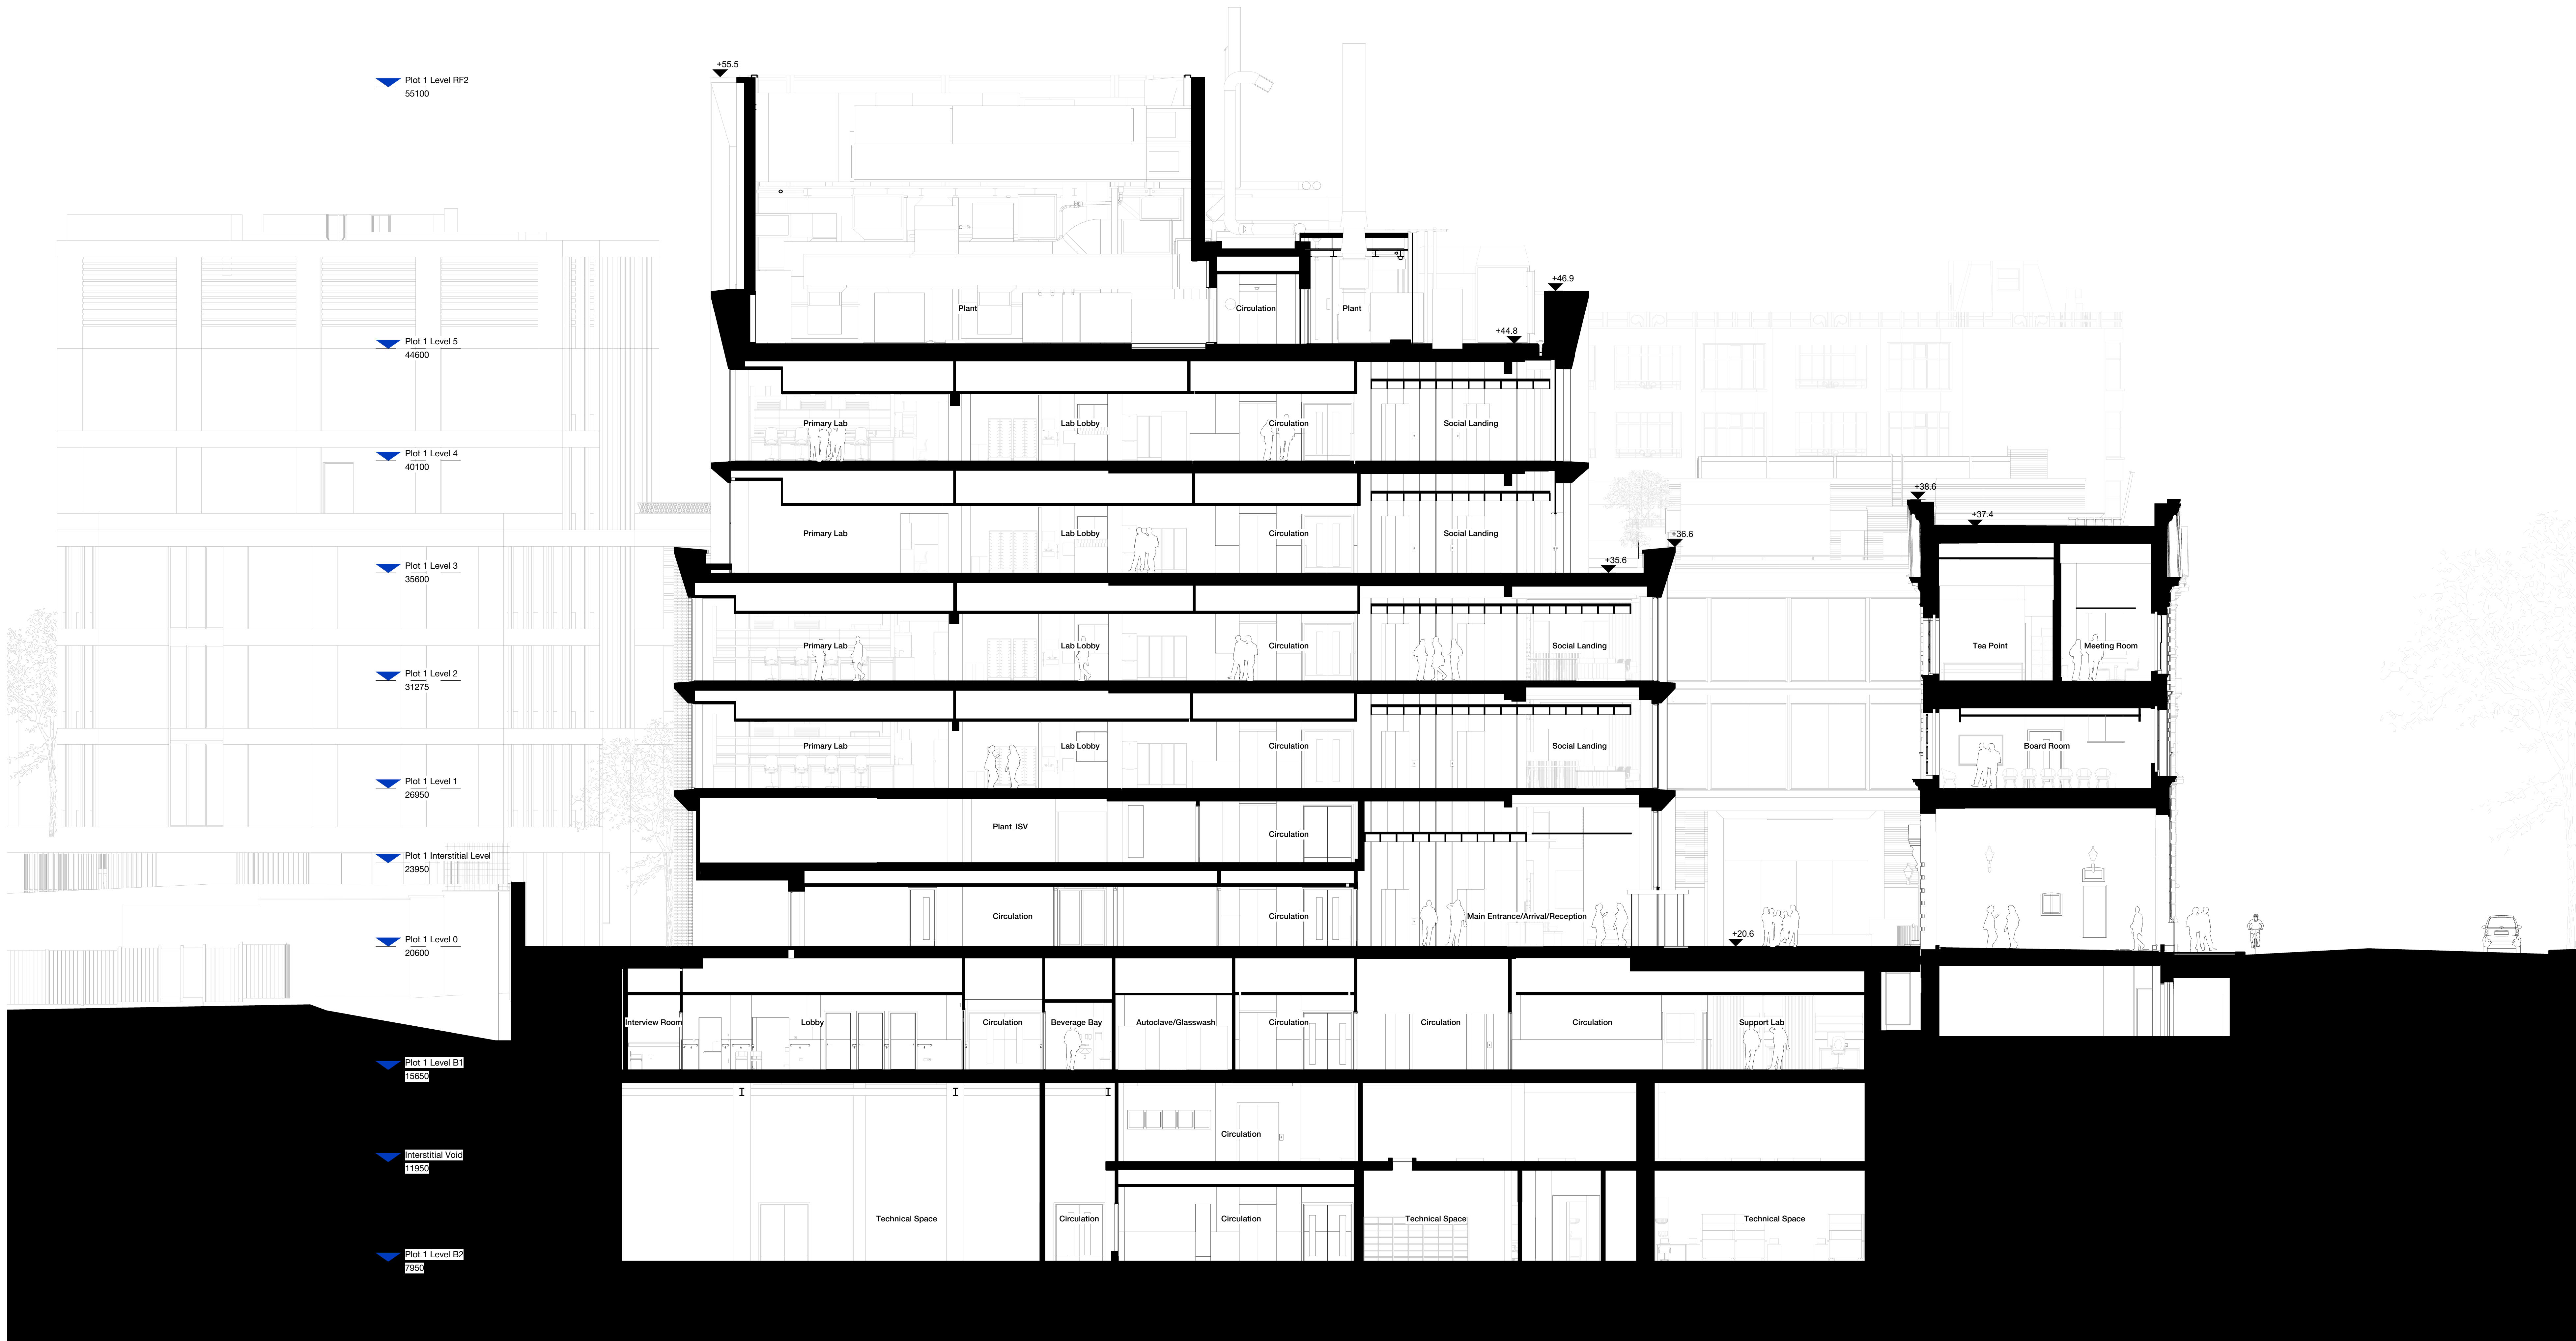 +55.5
Plot 1 Level RF2
55100
+46.9
Plant
Circulation
Plant
+44.8
Plot 1 Level 5
44600
Primary Lab
Lab Lobby
Circulation
Social Landing
Plot 1 Level 4
40100
+38.6
+37.4
Primary Lab
Lab Lobby
Circulation
Social Landing
+36.6
+35.6
Plot 1 Level 3
35600
Primary Lab
Lab Lobby
Circulation
Social Landing
Tea Point
Meeting Room
Plot 1 Level 2
31275
Primary Lab
Lab Lobby
Circulation
Social Landing
Board Room
Plot 1 Level 1
26950
Plant_ISV
Circulation
Plot 1 Interstitial Level
23950
Circulation
Circulation
Main Entrance/Arrival/Reception
+20.6
Plot 1 Level 0
20600
Interview Room
Lobby
Circulation
Beverage Bay
Autoclave/Glasswash
Circulation
Circulation
Circulation
Support Lab
Plot 1 Level B1
15650
Circulation
Interstitial Void
11950
Technical Space
Circulation
Circulation
Technical Space
Technical Space
Plot 1 Level B2
7950